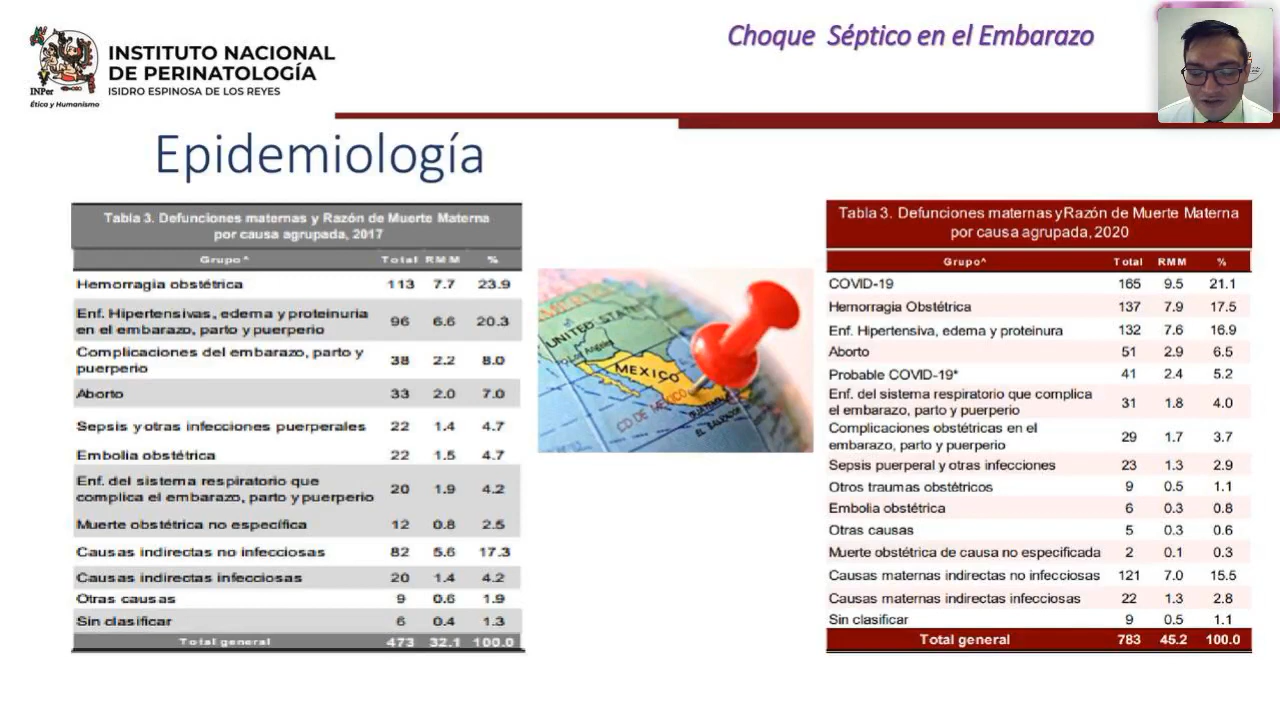 INSTITUTO NACIONAL
DE PERINATOLOGÍA
ISIDRO ESPINOSA DE LOS REYES
INPer
Ética y Humanismo
Choque Séptico en el Embarazo
Epidemiología
Tabla 3. Defunciones maternas y Razón de Muerte Materna
por causa agrupada, 2017
Grupo^ Total RMM %
Hemorragia obstétrica 113 7.7 23.9
Enf. Hipertensivas, edema y proteinuria
en el embarazo, parto y puerperio 96 6.6 20.3
Complicaciones del embarazo, parto y
puerperio 38 2.2 8.0
Aborto 33 2.0 7.0
Sepsis y otras infecciones puerperales 22 1.4 4.7
Embolia obstétrica 22 1.5 4.7
Enf. del sistema respiratorio que
complica el embarazo, parto y puerperio 20 1.9 4.2
Muerte obstétrica no específica 12 0.8 2.5
Causas indirectas no infecciosas 82 5.6 17.3
Causas indirectas infecciosas 20 1.4 4.2
Otras causas 9 0.6 1.9
Sin clasificar 6 0.4 1.3
Total general 473 32.1 100.0
UNITED STATES
Los Angeles
MEXICO
CD DE MEXICO
EL SALVADOR
Tabla 3. Defunciones maternas y Razón de Muerte Materna
por causa agrupada, 2020
Grupo^ Total RMM %
COVID-19 165 9.5 21.1
Hemorragia Obstétrica 137 7.9 17.5
Enf. Hipertensiva, edema y proteinura 132 7.6 16.9
Aborto 51 2.9 6.5
Probable COVID-19* 41 2.4 5.2
Enf. del sistema respiratorio que complica
el embarazo, parto y puerperio 31 1.8 4.0
Complicaciones obstétricas en el
embarazo, parto y puerperio 29 1.7 3.7
Sepsis puerperal y otras infecciones 23 1.3 2.9
Otros traumas obstétricos 9 0.5 1.1
Embolia obstétrica 6 0.3 0.8
Otras causas 5 0.3 0.6
Muerte obstétrica de causa no especificada 2 0.1 0.3
Causas maternas indirectas no infecciosas 121 7.0 15.5
Causas maternas indirectas infecciosas 22 1.3 2.8
Sin clasificar 9 0.5 1.1
Total general 783 45.2 100.0